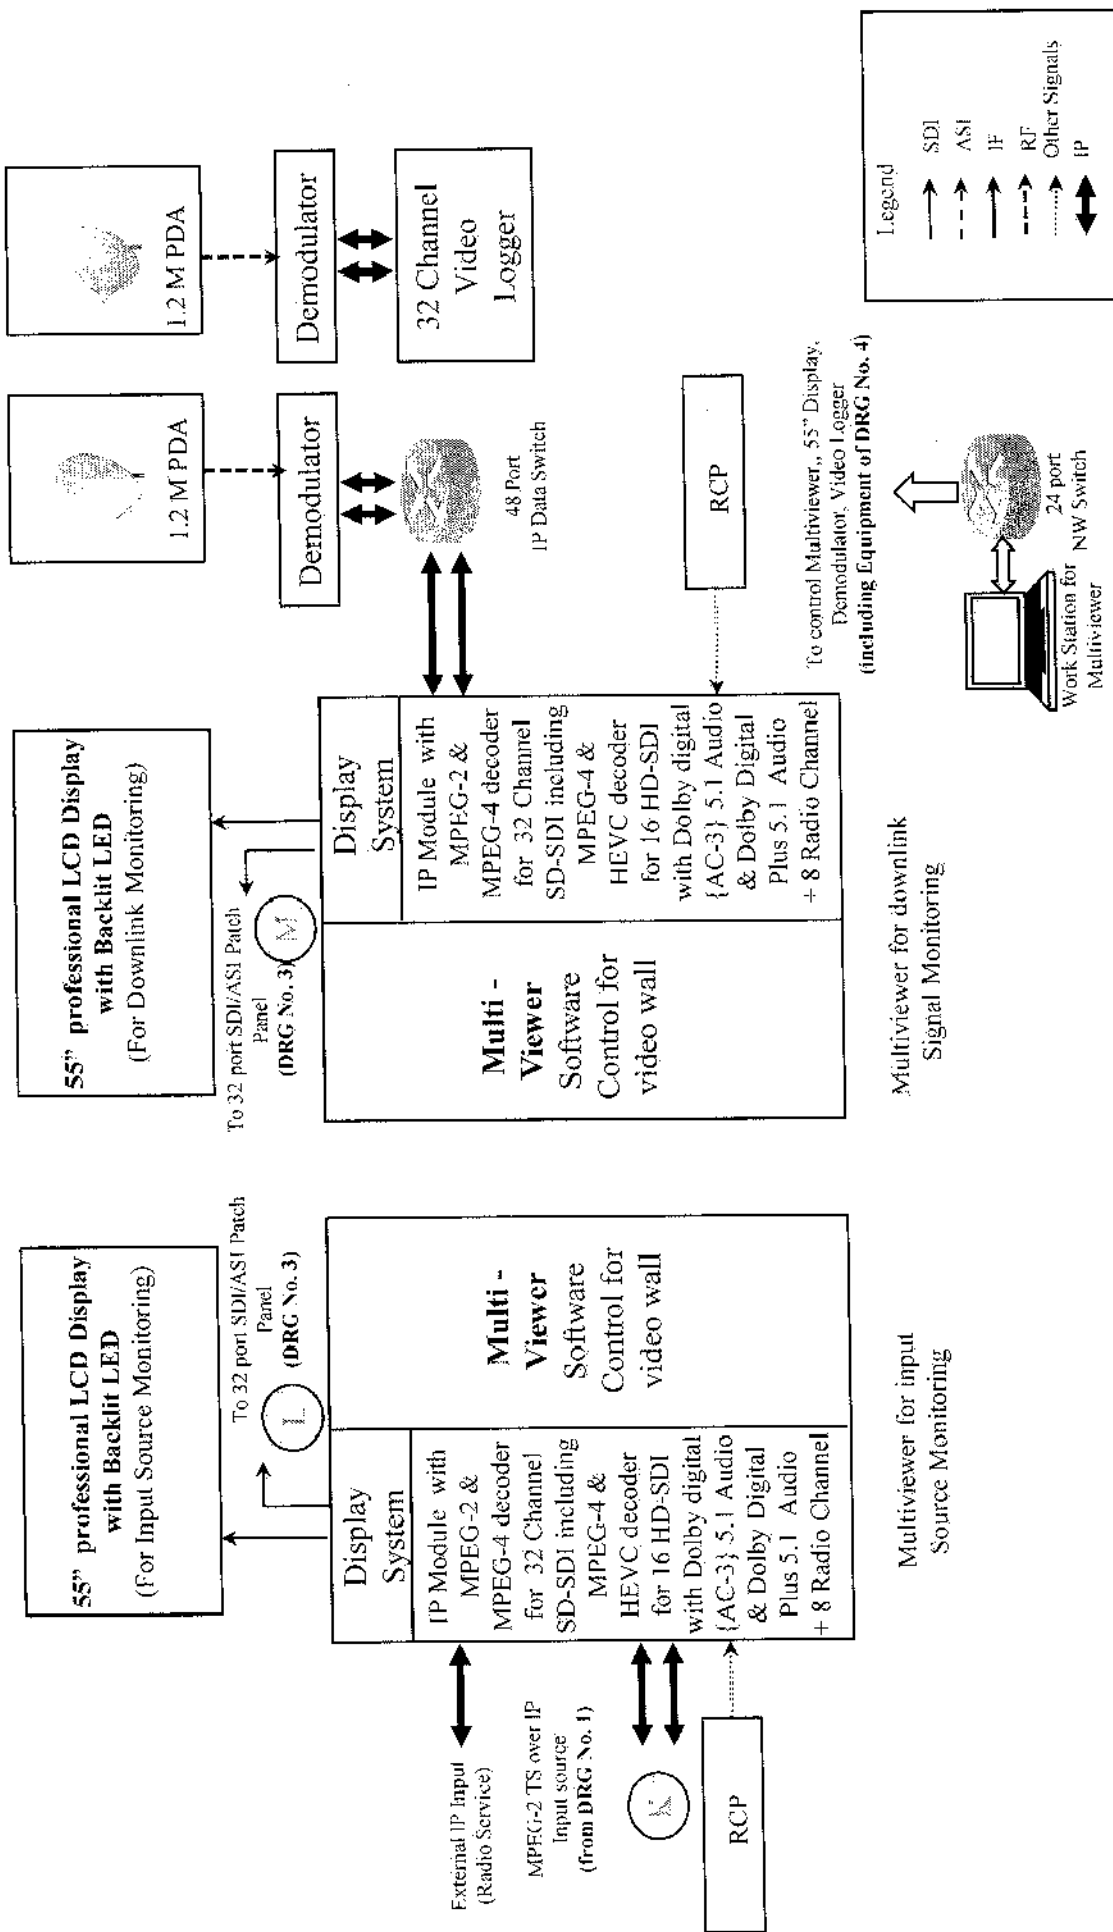 55" professional LCD Display
with Backlit LED
(For Input Source Monitoring)
To 32 port SDI/ASI Patch
Panel
(DRG No. 3)
L
Display
System
IP Module with
MPEG-2 &
MPEG-4 decoder
for 32 Channel
SD-SDI including
MPEG-4 &
HEVC decoder
for 16 HD-SDI
with Dolby digital
{AC-3} 5.1 Audio
& Dolby Digital
Plus 5.1 Audio
+ 8 Radio Channel
Multi -
Viewer
Software
Control for
video wall
External IP Input
(Radio Service)
MPEG-2 TS over IP
Input source
(from DRG No. 1)
K
RCP
Multiviewer for input
Source Monitoring
55" professional LCD Display
with Backlit LED
(For Downlink Monitoring)
To 32 port SDI/ASI Patch
Panel
(DRG No. 3)
M
Multi -
Viewer
Software
Control for
video wall
Display
System
IP Module with
MPEG-2 &
MPEG-4 decoder
for 32 Channel
SD-SDI including
MPEG-4 &
HEVC decoder
for 16 HD-SDI
with Dolby digital
{AC-3} 5.1 Audio
& Dolby Digital
Plus 5.1 Audio
+ 8 Radio Channel
Multiviewer for downlink
Signal Monitoring
1.2 M PDA
Demodulator
48 Port
IP Data Switch
1.2 M PDA
Demodulator
32 Channel
Video
Logger
RCP
To control Multiviewer,, 55" Display,
Demodulator, Video Logger
(including Equipment of DRG No. 4)
Work Station for
Multiviewer
24 port
NW Switch
Legend
SDI
ASI
IF
RF
Other Signals
IP